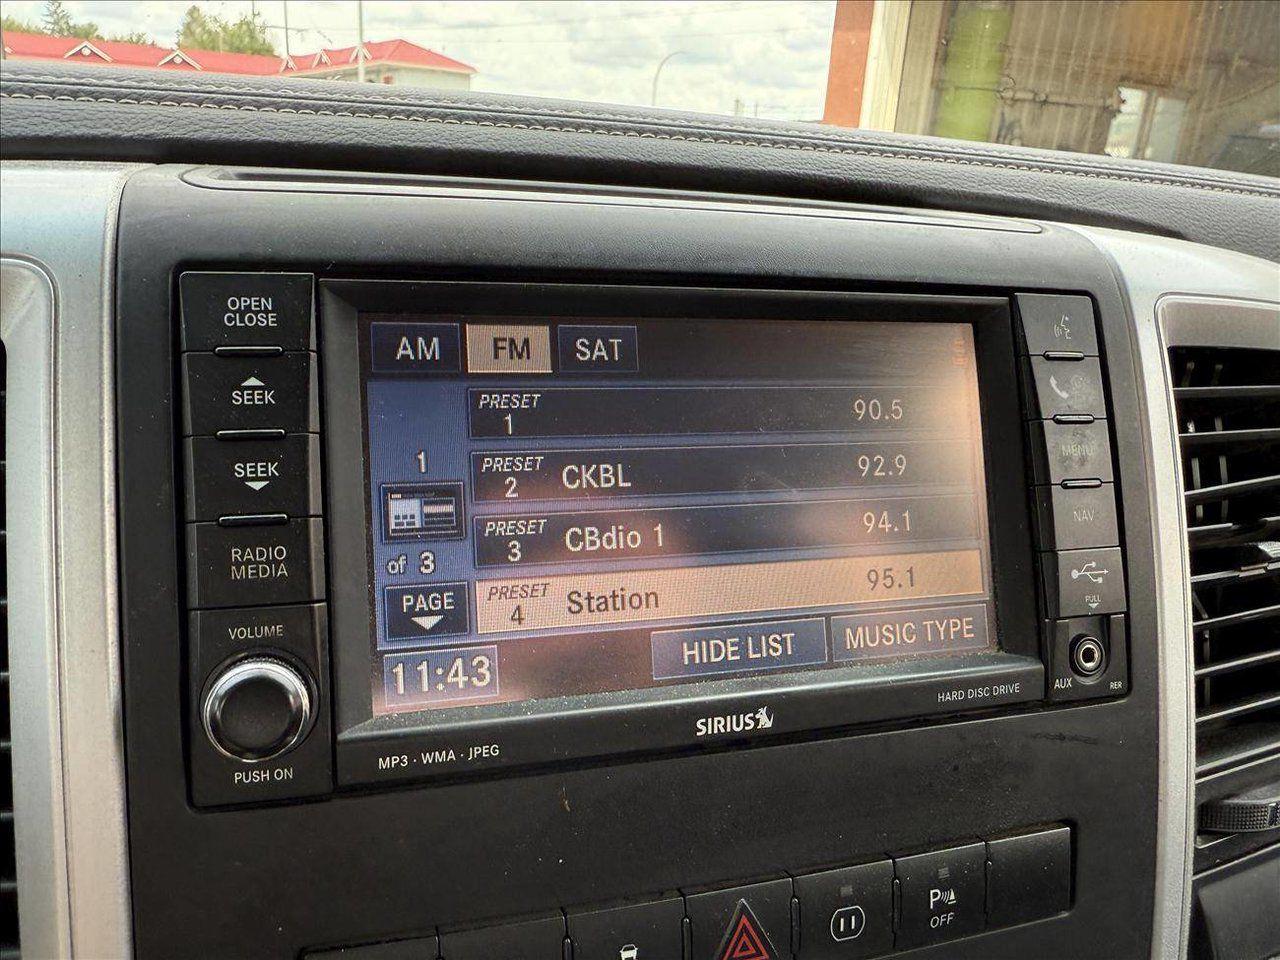 OPEN
CLOSE
SEEK
SEEK
RADIO
MEDIA
VOLUME
PUSH ON
AM FM SAT
PRESET
1 90.5
PRESET
2 CKBL 92.9
PRESET
3 CBdio 1 94.1
PRESET
4 Station 95.1
1
of 3
PAGE
11:43
HIDE LIST
MUSIC TYPE
MENU
NAV
PULL
AUX
RER
HARD DISC DRIVE
SIRIUS
MP3 · WMA · JPEG
P
OFF